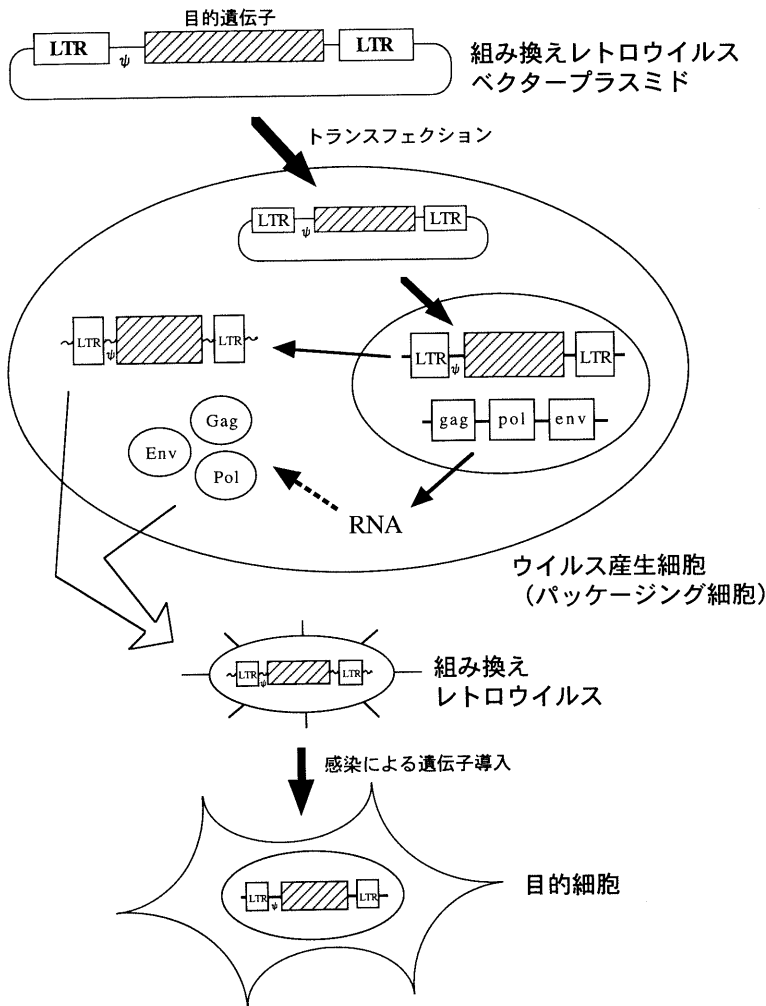 目的遺伝子
LTR
ψ
LTR
組み換えレトロウイルス
ベクタープラスミド
トランスフェクション
LTR
ψ
LTR
LTR
ψ
LTR
LTR
ψ
LTR
gag
pol
env
Gag
Env
Pol
RNA
ウイルス産生細胞
（パッケージング細胞）
LTR
ψ
LTR
組み換え
レトロウイルス
感染による遺伝子導入
LTR
ψ
LTR
目的細胞